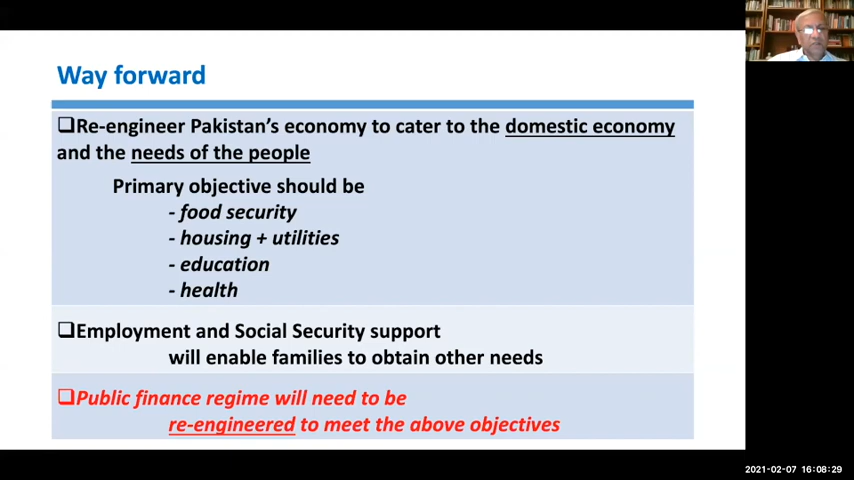 Way forward
❑Re-engineer Pakistan's economy to cater to the domestic economy
and the needs of the people
Primary objective should be
- food security
- housing + utilities
- education
- health
❑Employment and Social Security support
will enable families to obtain other needs
❑Public finance regime will need to be
re-engineered to meet the above objectives
2021-02-07 16:08:29